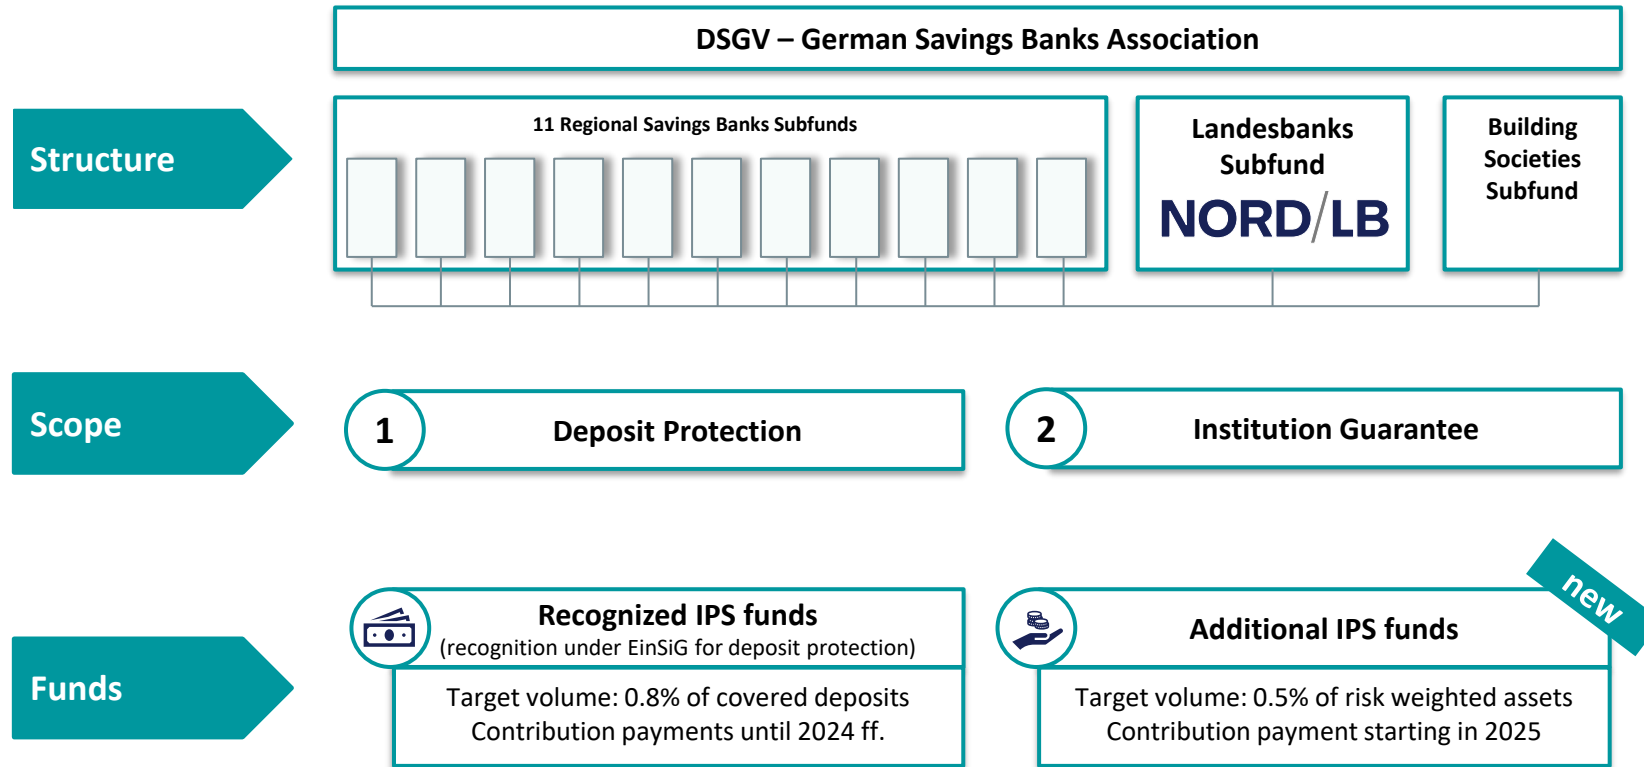 DSGV – German Savings Banks Association
Structure
11 Regional Savings Banks Subfunds
Landesbanks
Subfund
NORD/LB
Building
Societies
Subfund
Scope
1
Deposit Protection
2
Institution Guarantee
Funds
Recognized IPS funds
(recognition under EinSiG for deposit protection)
Target volume: 0.8% of covered deposits
Contribution payments until 2024 ff.
new
Additional IPS funds
Target volume: 0.5% of risk weighted assets
Contribution payment starting in 2025